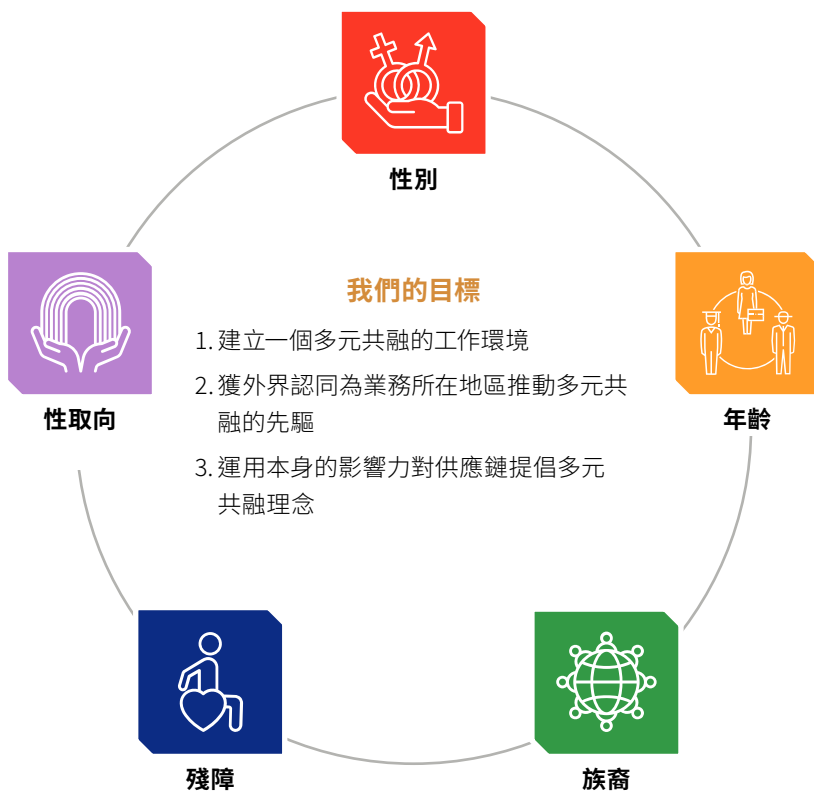 性別
性取向
年齡
我們的目標
1. 建立一個多元共融的工作環境
2. 獲外界認同為業務所在地區推動多元共
融的先驅
3. 運用本身的影響力對供應鏈提倡多元
共融理念
殘障
族裔